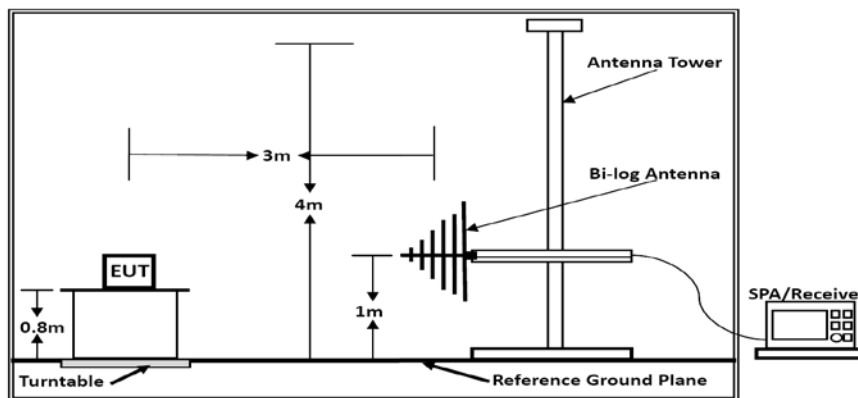 Antenna Tower
3m
Bi-log Antenna
4m
EUT
SPA/Receive
0.8m
1m
Turntable
Reference Ground Plane